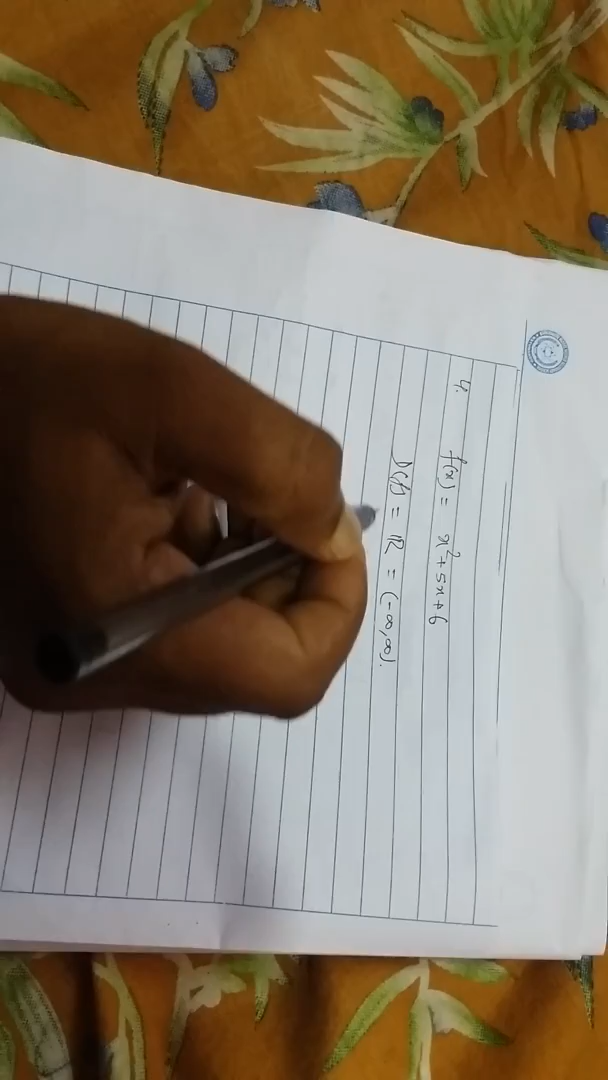 4. f(x) = x²+5x+6
D(f) = ℝ = (-∞,∞).